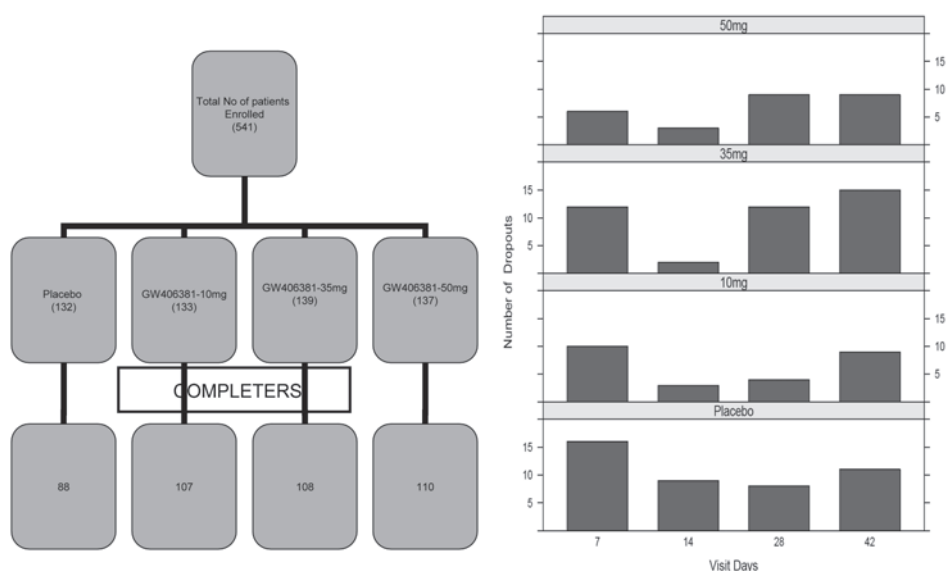 Total No of patients
Enrolled
(541)
Placebo
(132)
GW406381-10mg
(133)
GW406381-35mg
(139)
GW406381-50mg
(137)
COMPLETERS
88
107
108
110
50mg
15
10
5
35mg
15
10
5
10mg
15
10
5
Placebo
15
10
5
Number of Dropouts
7
14
28
42
Visit Days